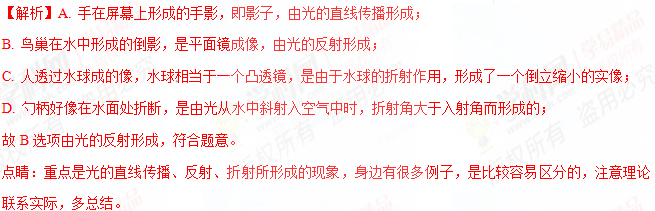 【解析】A. 手在屏幕上形成的手影，即影子，由光的直线传播形成；
B. 鸟巢在水中形成的倒影，是平面镜成像，由光的反射形成；
C. 人透过水球成的像，水球相当于一个凸透镜，是由于水球的折射作用，形成了一个倒立缩小的实像；
D. 勺柄好像在水面处折断，是由光从水中斜射入空气中时，折射角大于入射角而形成的；
故 B 选项由光的反射形成，符合题意。
点睛：重点是光的直线传播、反射、折射所形成的现象，身边有很多例子，是比较容易区分的，注意理论
联系实际，多总结。